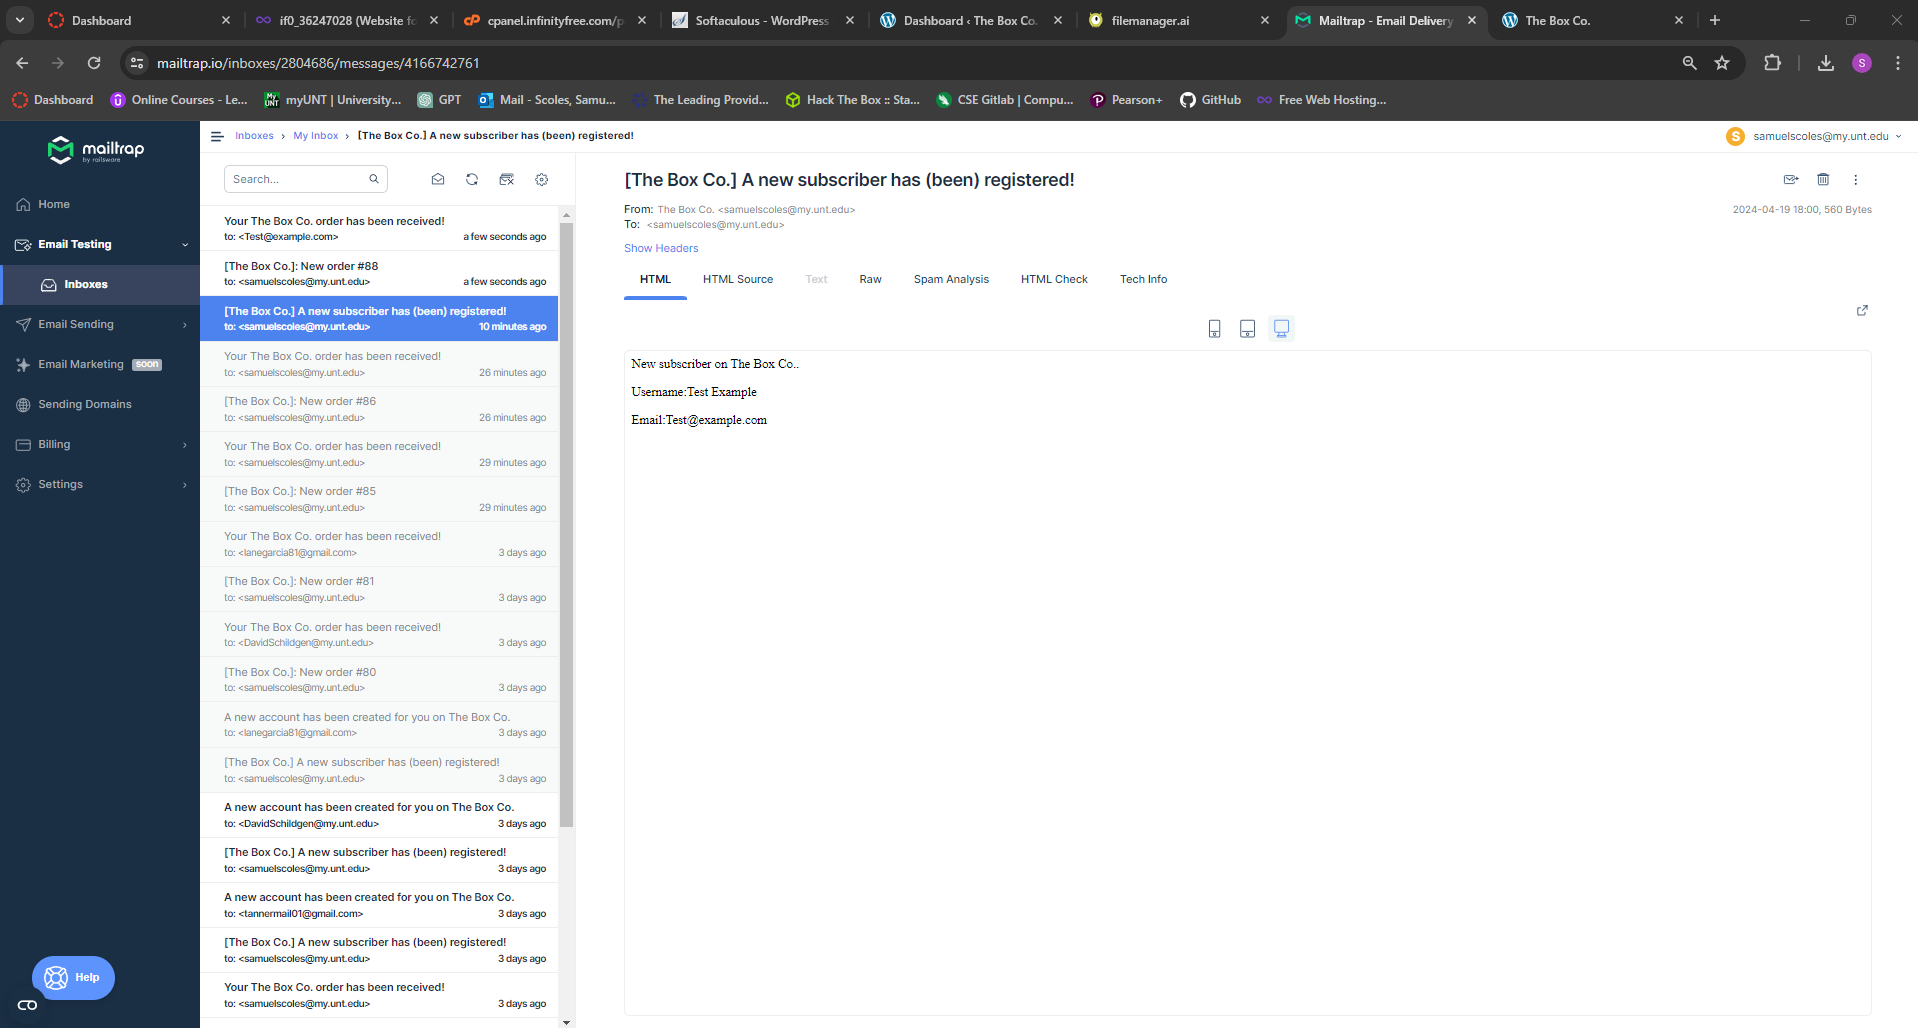 Dashboard
if0_36247028 (Website fo
cpanel.infinityfree.com/p
Softaculous - WordPress
Dashboard ‹ The Box Co.
filemanager.ai
Mailtrap - Email Delivery
The Box Co.
mailtrap.io/inboxes/2804686/messages/4166742761
S
Dashboard
Online Courses - Le...
myUNT | University...
GPT
Mail - Scoles, Samu...
The Leading Provid...
Hack The Box :: Sta...
CSE Gitlab | Compu...
Pearson+
GitHub
Free Web Hosting...
mailtrap
by railsware
Home
Email Testing
Inboxes
Email Sending
Email Marketing soon
Sending Domains
Billing
Settings
Help
Inboxes › My Inbox › [The Box Co.] A new subscriber has (been) registered!
S samuelscoles@my.unt.edu
Search...
Your The Box Co. order has been received!
to: <Test@example.com> a few seconds ago
[The Box Co.]: New order #88
to: <samuelscoles@my.unt.edu> a few seconds ago
[The Box Co.] A new subscriber has (been) registered!
to: <samuelscoles@my.unt.edu> 10 minutes ago
Your The Box Co. order has been received!
to: <samuelscoles@my.unt.edu> 26 minutes ago
[The Box Co.]: New order #86
to: <samuelscoles@my.unt.edu> 26 minutes ago
Your The Box Co. order has been received!
to: <samuelscoles@my.unt.edu> 29 minutes ago
[The Box Co.]: New order #85
to: <samuelscoles@my.unt.edu> 29 minutes ago
Your The Box Co. order has been received!
to: <lanegarcia81@gmail.com> 3 days ago
[The Box Co.]: New order #81
to: <samuelscoles@my.unt.edu> 3 days ago
Your The Box Co. order has been received!
to: <DavidSchildgen@my.unt.edu> 3 days ago
[The Box Co.]: New order #80
to: <samuelscoles@my.unt.edu> 3 days ago
A new account has been created for you on The Box Co.
to: <lanegarcia81@gmail.com> 3 days ago
[The Box Co.] A new subscriber has (been) registered!
to: <samuelscoles@my.unt.edu> 3 days ago
A new account has been created for you on The Box Co.
to: <DavidSchildgen@my.unt.edu> 3 days ago
[The Box Co.] A new subscriber has (been) registered!
to: <samuelscoles@my.unt.edu> 3 days ago
A new account has been created for you on The Box Co.
to: <tannermail01@gmail.com> 3 days ago
[The Box Co.] A new subscriber has (been) registered!
to: <samuelscoles@my.unt.edu> 3 days ago
Your The Box Co. order has been received!
to: <samuelscoles@my.unt.edu> 3 days ago
[The Box Co.] A new subscriber has (been) registered!
From: The Box Co. <samuelscoles@my.unt.edu>
2024-04-19 18:00, 560 Bytes
To: <samuelscoles@my.unt.edu>
Show Headers
HTML HTML Source Text Raw Spam Analysis HTML Check Tech Info
New subscriber on The Box Co..
Username:Test Example
Email:Test@example.com